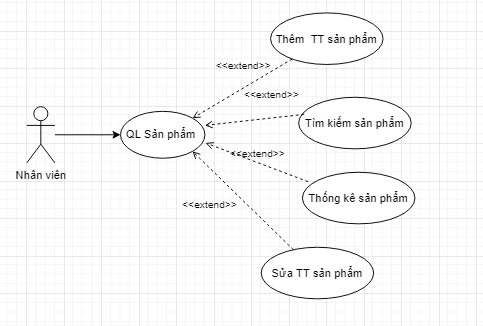 Thêm TT sản phẩm
<<extend>>
<<extend>>
Tìm kiếm sản phẩm
QL Sản phẩm
<<extend>>
Nhân viên
Thống kê sản phẩm
<<extend>>
Sửa TT sản phẩm